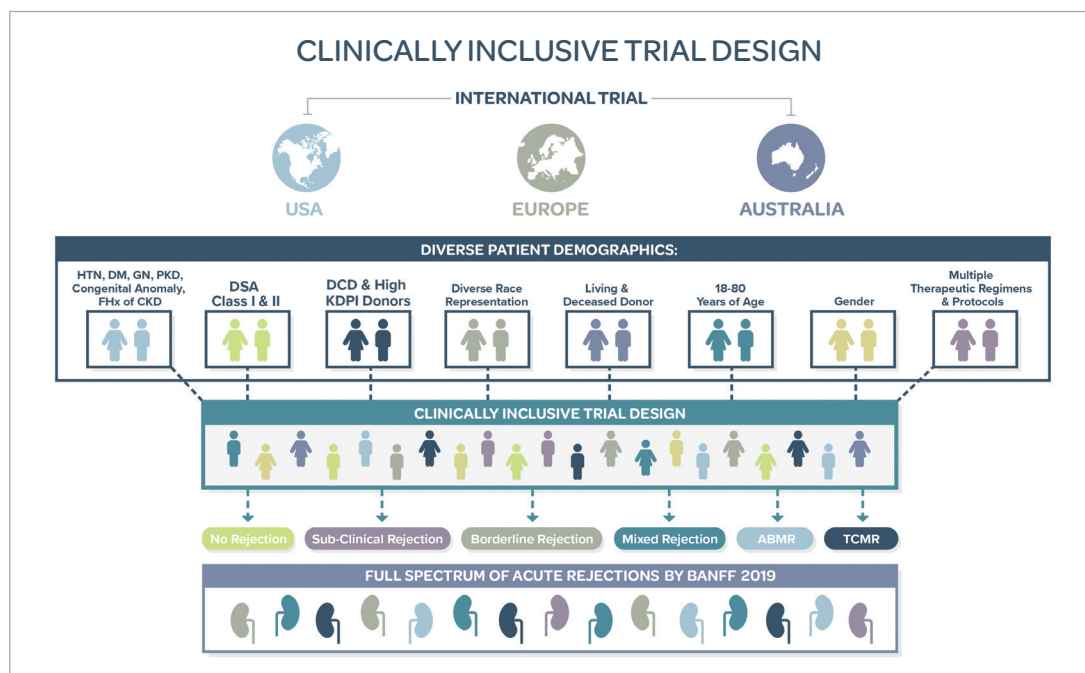 CLINICALLY INCLUSIVE TRIAL DESIGN
INTERNATIONAL TRIAL
USA
EUROPE
AUSTRALIA
DIVERSE PATIENT DEMOGRAPHICS:
HTN, DM, GN, PKD,
Congenital Anomaly,
FHx of CKD
DSA
Class I & II
DCD & High
KDPI Donors
Diverse Race
Representation
Living &
Deceased Donor
18-80
Years of Age
Gender
Multiple
Therapeutic Regimens
& Protocols
CLINICALLY INCLUSIVE TRIAL DESIGN
No Rejection
Sub-Clinical Rejection
Borderline Rejection
Mixed Rejection
ABMR
TCMR
FULL SPECTRUM OF ACUTE REJECTIONS BY BANFF 2019